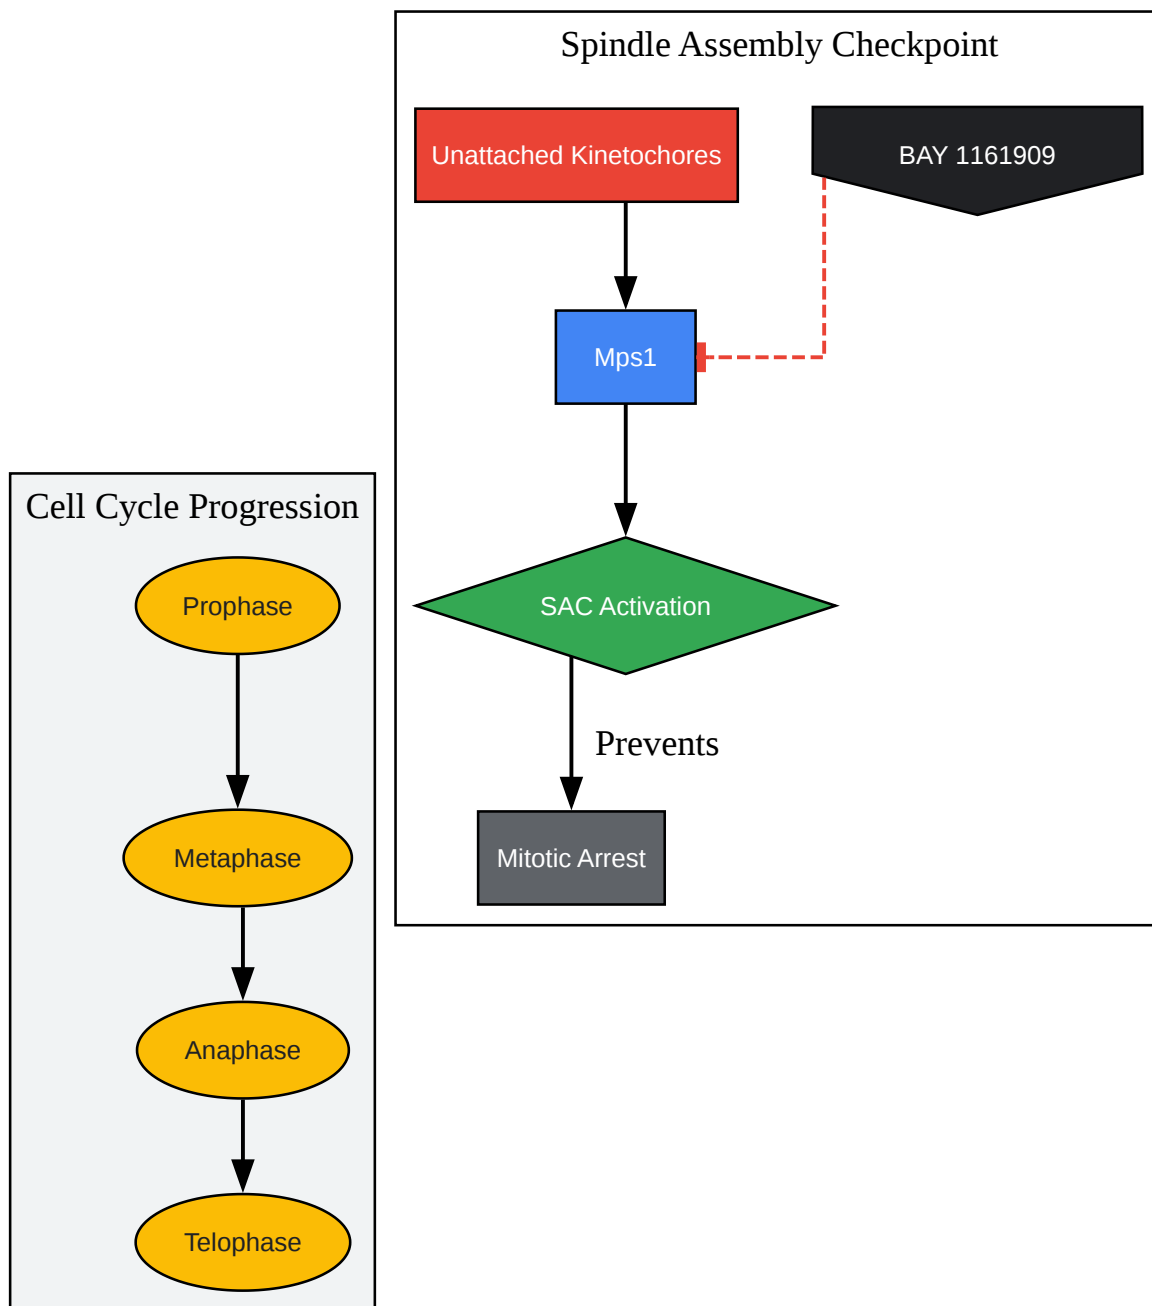 Spindle Assembly Checkpoint
Unattached Kinetochores
BAY 1161909
Mps1
SAC Activation
Prevents
Mitotic Arrest
Cell Cycle Progression
Prophase
Metaphase
Anaphase
Telophase